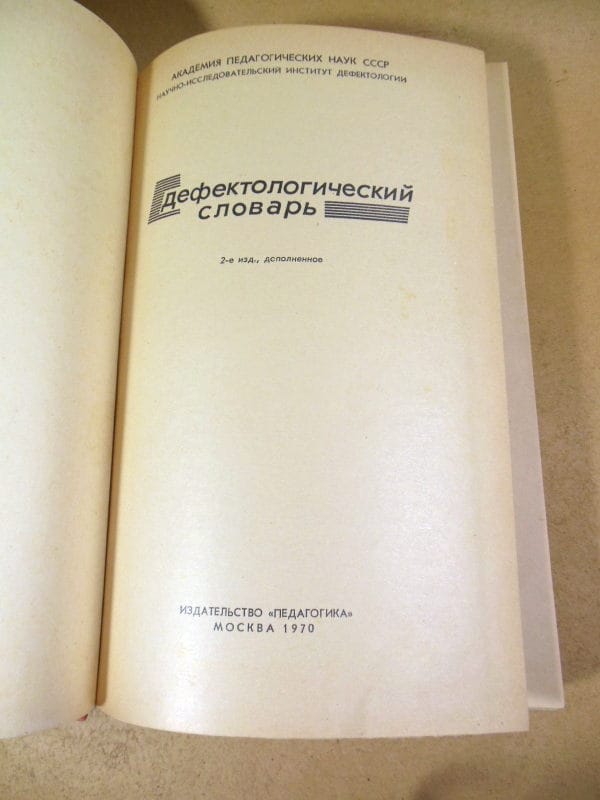 АКАДЕМИЯ ПЕДАГОГИЧЕСКИХ НАУК СССР
НАУЧНО-ИССЛЕДОВАТЕЛЬСКИЙ ИНСТИТУТ ДЕФЕКТОЛОГИИ
дефектологический
словарь
2-е изд., дополненное
ИЗДАТЕЛЬСТВО «ПЕДАГОГИКА»
МОСКВА 1970